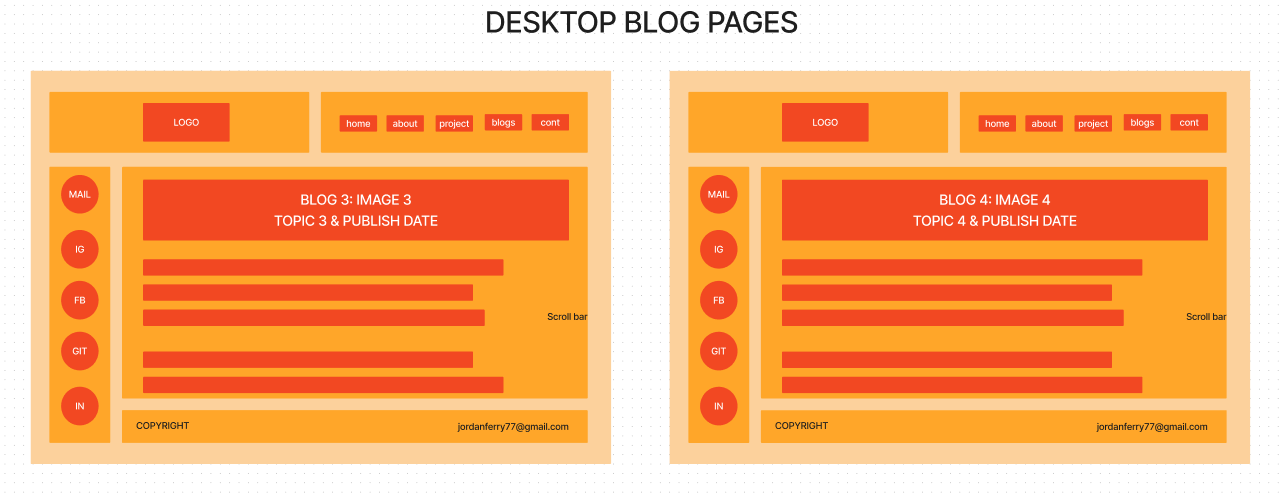 DESKTOP BLOG PAGES
LOGO
home about project blogs cont
MAIL
IG
FB
GIT
IN
BLOG 3: IMAGE 3
TOPIC 3 & PUBLISH DATE
Scroll bar
COPYRIGHT jordanferry77@gmail.com
LOGO
home about project blogs cont
MAIL
IG
FB
GIT
IN
BLOG 4: IMAGE 4
TOPIC 4 & PUBLISH DATE
Scroll bar
COPYRIGHT jordanferry77@gmail.com